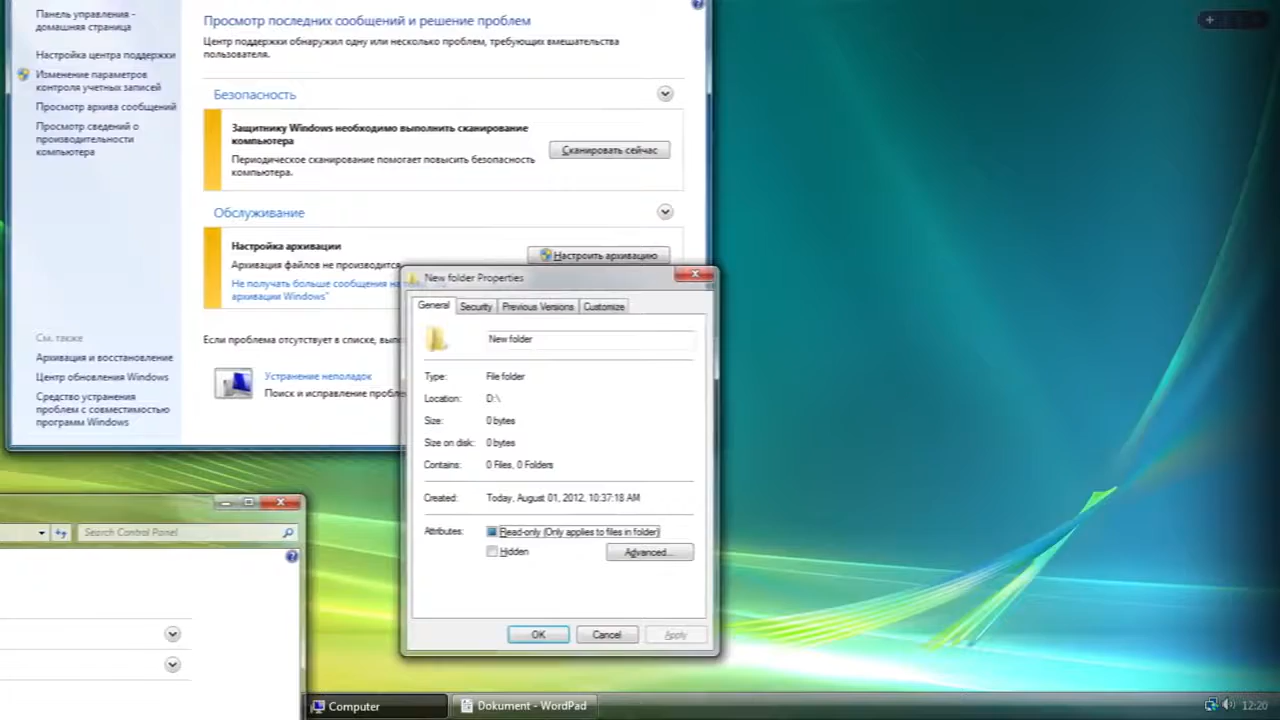 Панель управления -
домашняя страница
Настройка центра поддержки
Изменение параметров
контроля учетных записей
Просмотр архива сообщений
Просмотр сведений о
производительности
компьютера
См. также
Архивация и восстановление
Центр обновления Windows
Средство устранения
проблем с совместимостью
программ Windows
Просмотр последних сообщений и решение проблем
Центр поддержки обнаружил одну или несколько проблем, требующих вмешательства
пользователя.
Безопасность
Защитнику Windows необходимо выполнить сканирование
компьютера
Периодическое сканирование помогает повысить безопасность
компьютера.
Сканировать сейчас
Обслуживание
Настройка архивации
Архивация файлов не производится.
Настроить архивацию
Не получать больше сообщения на
архивации Windows"
Если проблема отсутствует в списке,
Устранение неполадок
Поиск и исправление
New folder Properties
General Security Previous Versions Customize
New folder
Type: File folder
Location: D:\
Size: 0 bytes
Size on disk: 0 bytes
Contains: 0 Files, 0 Folders
Created: Today, August 01, 2012, 10:37:18 AM
Attributes: Read-only (Only applies to files in folder)
Hidden Advanced...
OK Cancel Apply
Search Control Panel
Computer Dokument - WordPad 12:20